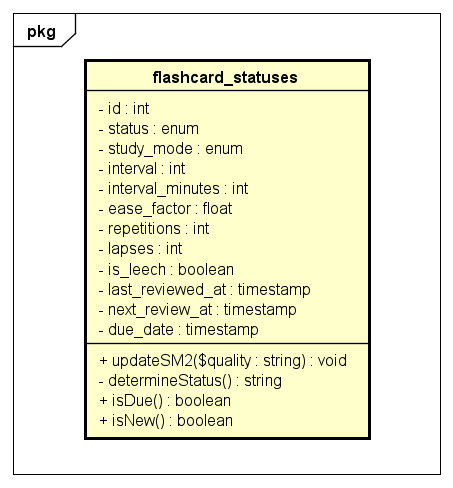 pkg
flashcard_statuses
- id : int
- status : enum
- study_mode : enum
- interval : int
- interval_minutes : int
- ease_factor : float
- repetitions : int
- lapses : int
- is_leech : boolean
- last_reviewed_at : timestamp
- next_review_at : timestamp
- due_date : timestamp
+ updateSM2($quality : string) : void
- determineStatus() : string
+ isDue() : boolean
+ isNew() : boolean